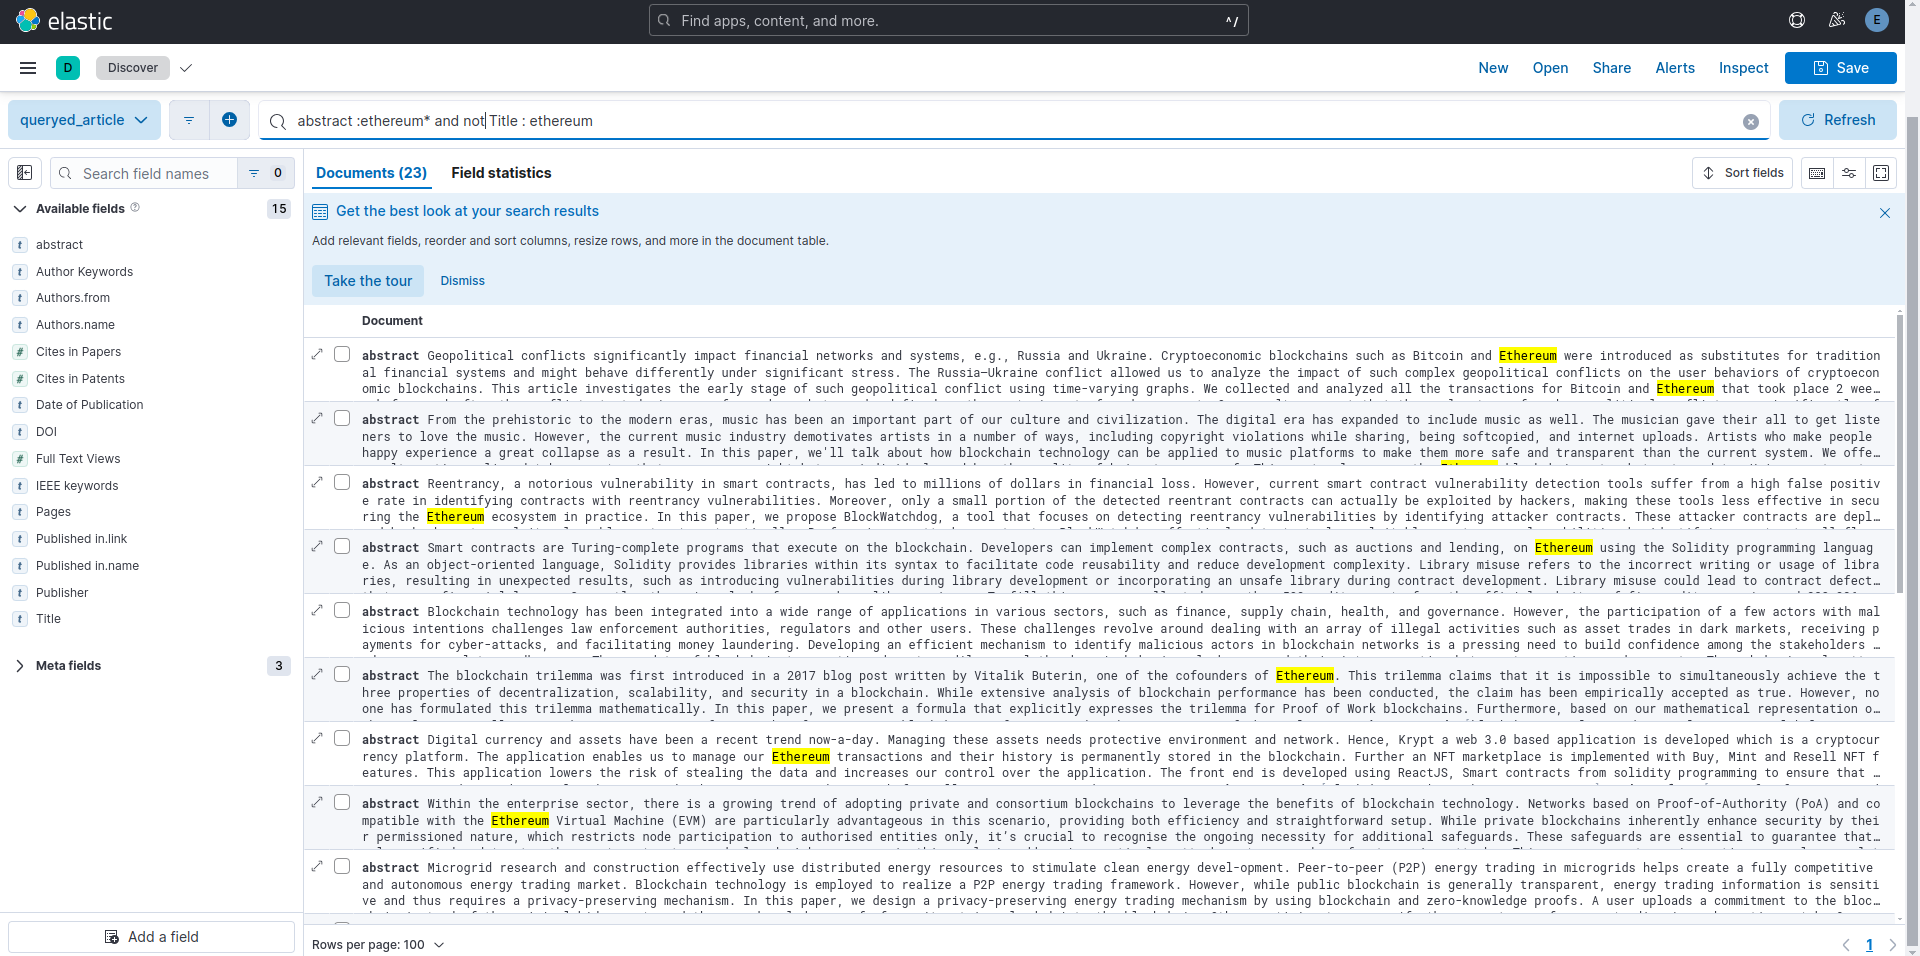 elastic
Find apps, content, and more.
^/
E
D
Discover
New
Open
Share
Alerts
Inspect
Save
queryed_article
abstract :ethereum* and not Title : ethereum
Refresh
Search field names
0
Documents (23)
Field statistics
Sort fields
Available fields
15
Get the best look at your search results
Add relevant fields, reorder and sort columns, resize rows, and more in the document table.
Take the tour
Dismiss
t abstract
t Author Keywords
t Authors.from
t Authors.name
# Cites in Papers
# Cites in Patents
t Date of Publication
t DOI
t Full Text Views
t IEEE keywords
t Pages
t Published in.link
t Published in.name
t Publisher
t Title
Meta fields
3
Add a field
Document
abstract Geopolitical conflicts significantly impact financial networks and systems, e.g., Russia and Ukraine. Cryptoeconomic blockchains such as Bitcoin and Ethereum were introduced as substitutes for tradition
al financial systems and might behave differently under significant stress. The Russia–Ukraine conflict allowed us to analyze the impact of such complex geopolitical conflicts on the user behaviors of cryptoecon
omic blockchains. This article investigates the early stage of such geopolitical conflict using time-varying graphs. We collected and analyzed all the transactions for Bitcoin and Ethereum that took place 2 wee…
abstract From the prehistoric to the modern eras, music has been an important part of our culture and civilization. The digital era has expanded to include music as well. The musician gave their all to get liste
ners to love the music. However, the current music industry demotivates artists in a number of ways, including copyright violations while sharing, being softcopied, and internet uploads. Artists who make people
happy experience a great collapse as a result. In this paper, we'll talk about how blockchain technology can be applied to music platforms to make them more safe and transparent than the current system. We offe…
abstract Reentrancy, a notorious vulnerability in smart contracts, has led to millions of dollars in financial loss. However, current smart contract vulnerability detection tools suffer from a high false positiv
e rate in identifying contracts with reentrancy vulnerabilities. Moreover, only a small portion of the detected reentrant contracts can actually be exploited by hackers, making these tools less effective in secu
ring the Ethereum ecosystem in practice. In this paper, we propose BlockWatchdog, a tool that focuses on detecting reentrancy vulnerabilities by identifying attacker contracts. These attacker contracts are depl…
abstract Smart contracts are Turing-complete programs that execute on the blockchain. Developers can implement complex contracts, such as auctions and lending, on Ethereum using the Solidity programming languag
e. As an object-oriented language, Solidity provides libraries within its syntax to facilitate code reusability and reduce development complexity. Library misuse refers to the incorrect writing or usage of libra
ries, resulting in unexpected results, such as introducing vulnerabilities during library development or incorporating an unsafe library during contract development. Library misuse could lead to contract defect…
abstract Blockchain technology has been integrated into a wide range of applications in various sectors, such as finance, supply chain, health, and governance. However, the participation of a few actors with mal
icious intentions challenges law enforcement authorities, regulators and other users. These challenges revolve around dealing with an array of illegal activities such as asset trades in dark markets, receiving p
ayments for cyber-attacks, and facilitating money laundering. Developing an efficient mechanism to identify malicious actors in blockchain networks is a pressing need to build confidence among the stakeholders …
abstract The blockchain trilemma was first introduced in a 2017 blog post written by Vitalik Buterin, one of the cofounders of Ethereum. This trilemma claims that it is impossible to simultaneously achieve the t
hree properties of decentralization, scalability, and security in a blockchain. While extensive analysis of blockchain performance has been conducted, the claim has been empirically accepted as true. However, no
one has formulated this trilemma mathematically. In this paper, we present a formula that explicitly expresses the trilemma for Proof of Work blockchains. Furthermore, based on our mathematical representation o…
abstract Digital currency and assets have been a recent trend now-a-day. Managing these assets needs protective environment and network. Hence, Krypt a web 3.0 based application is developed which is a cryptocur
rency platform. The application enables us to manage our Ethereum transactions and their history is permanently stored in the blockchain. Further an NFT marketplace is implemented with Buy, Mint and Resell NFT f
eatures. This application lowers the risk of stealing the data and increases our control over the application. The front end is developed using ReactJS, Smart contracts from solidity programming to ensure that …
abstract Within the enterprise sector, there is a growing trend of adopting private and consortium blockchains to leverage the benefits of blockchain technology. Networks based on Proof-of-Authority (PoA) and co
mpatible with the Ethereum Virtual Machine (EVM) are particularly advantageous in this scenario, providing both efficiency and straightforward setup. While private blockchains inherently enhance security by thei
r permissioned nature, which restricts node participation to authorised entities only, it's crucial to recognise the ongoing necessity for additional safeguards. These safeguards are essential to guarantee that…
abstract Microgrid research and construction effectively use distributed energy resources to stimulate clean energy devel-opment. Peer-to-peer (P2P) energy trading in microgrids helps create a fully competitive
and autonomous energy trading market. Blockchain technology is employed to realize a P2P energy trading framework. However, while public blockchain is generally transparent, energy trading information is sensiti
ve and thus requires a privacy-preserving mechanism. In this paper, we design a privacy-preserving energy trading mechanism by using blockchain and zero-knowledge proofs. A user uploads a commitment to the bloc…
Rows per page: 100
1